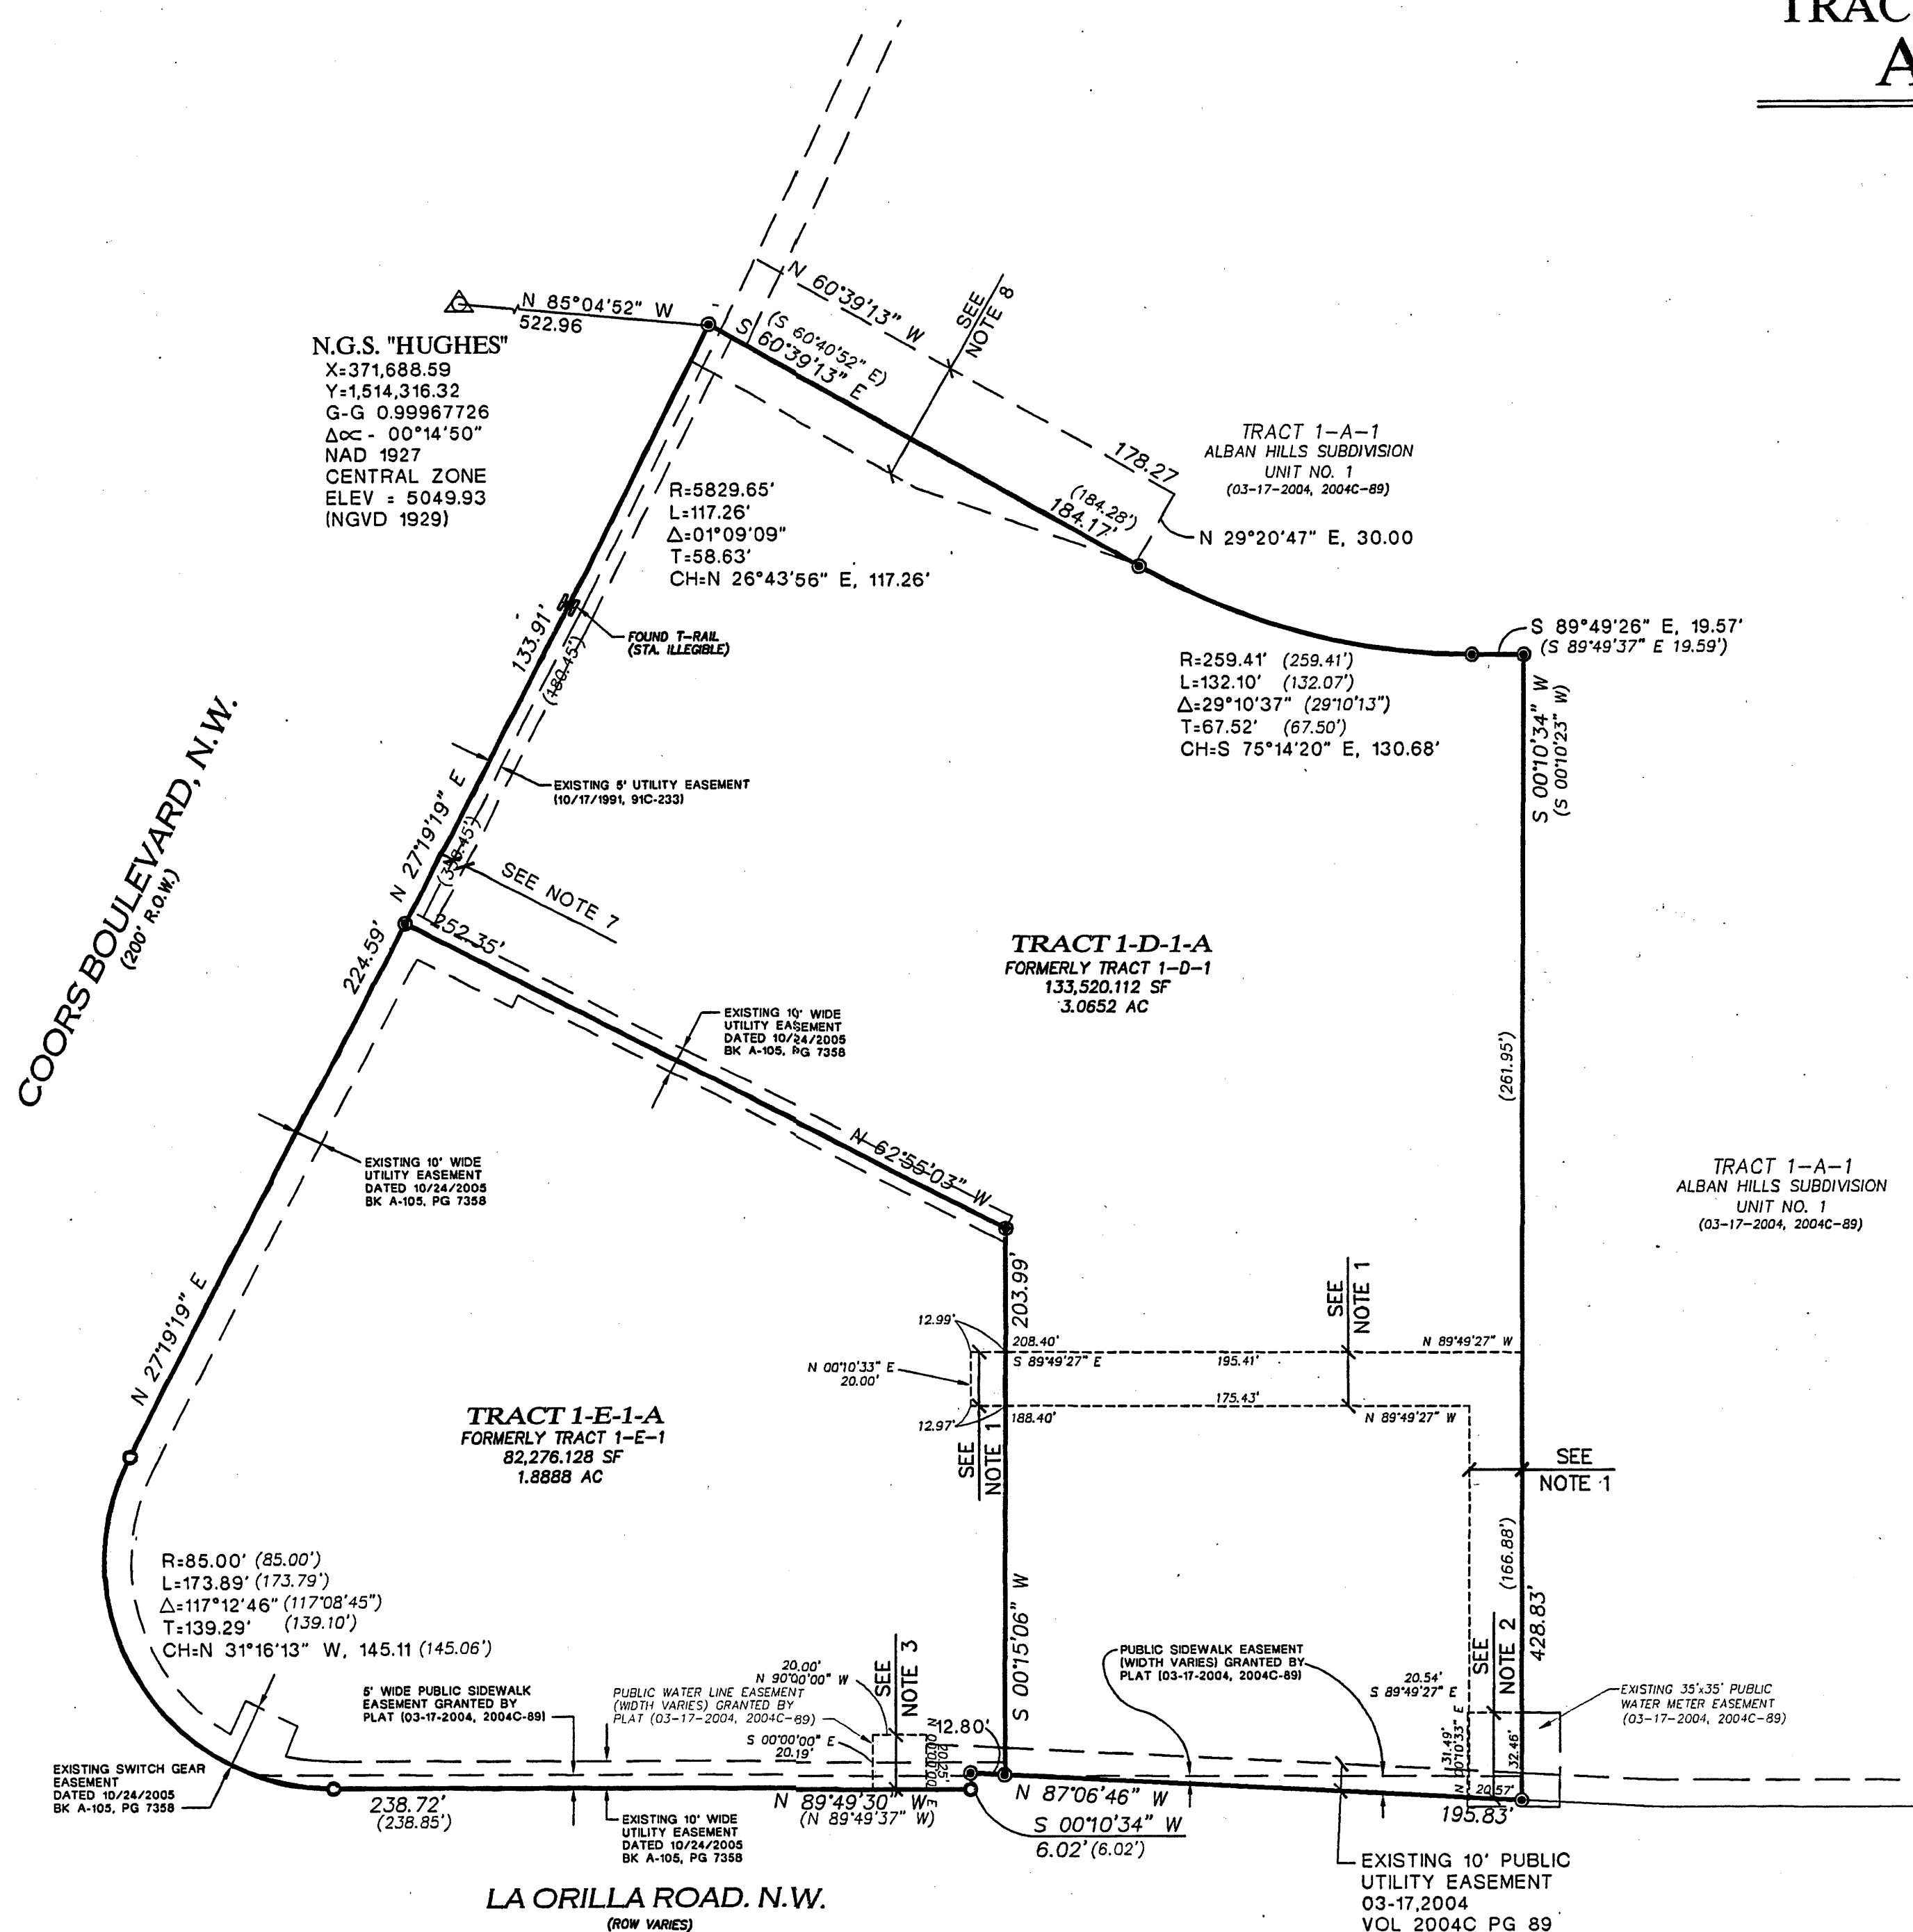 TRAC
A
N 85°04'52" W
522.96
N.G.S. "HUGHES"
X=371,688.59
Y=1,514,316.32
G-G 0.99967726
Δ∝ - 00°14'50"
NAD 1927
CENTRAL ZONE
ELEV = 5049.93
(NGVD 1929)
N 60°39'13" W
SEE
NOTE 8
(S 60°40'52" E)
S 60°39'13" E
178.27
(184.28')
184.17'
TRACT 1-A-1
ALBAN HILLS SUBDIVISION
UNIT NO. 1
(03-17-2004, 2004C-89)
N 29°20'47" E, 30.00
R=5829.65'
L=117.26'
Δ=01°09'09"
T=58.63'
CH=N 26°43'56" E, 117.26'
FOUND T-RAIL
(STA. ILLEGIBLE)
133.91'
(180.45')
S 89°49'26" E, 19.57'
(S 89°49'37" E 19.59')
R=259.41' (259.41')
L=132.10' (132.07')
Δ=29°10'37" (29°10'13")
T=67.52' (67.50')
CH=S 75°14'20" E, 130.68'
S 00°10'34" W
(S 00°10'23" W)
COORS BOULEVARD, N.W.
(200' R.O.W.)
EXISTING 5' UTILITY EASEMENT
(10/17/1991, 91C-233)
N 27°19'19" E
SEE NOTE 7
252.35'
224.59'
TRACT 1-D-1-A
FORMERLY TRACT 1-D-1
133,520.112 SF
3.0652 AC
EXISTING 10' WIDE
UTILITY EASEMENT
DATED 10/24/2005
BK A-105, PG 7358
(261.95')
N 62°55'03" W
EXISTING 10' WIDE
UTILITY EASEMENT
DATED 10/24/2005
BK A-105, PG 7358
TRACT 1-A-1
ALBAN HILLS SUBDIVISION
UNIT NO. 1
(03-17-2004, 2004C-89)
N 27°19'19" E
203.99'
SEE
NOTE 1
12.99'
208.40'
N 89°49'27" W
S 89°49'27" E
195.41'
N 00°10'33" E
20.00'
175.43'
12.97'
188.40'
N 89°49'27" W
TRACT 1-E-1-A
FORMERLY TRACT 1-E-1
82,276.128 SF
1.8888 AC
SEE
NOTE 1
SEE
NOTE 1
(166.88')
428.83'
R=85.00' (85.00')
L=173.89' (173.79')
Δ=117°12'46" (117°08'45")
T=139.29' (139.10')
CH=N 31°16'13" W, 145.11 (145.06')
S 00°15'06" W
SEE
NOTE 3
SEE
NOTE 2
20.00'
N 90°00'00" W
5' WIDE PUBLIC SIDEWALK
EASEMENT GRANTED BY
PLAT (03-17-2004, 2004C-89)
PUBLIC WATER LINE EASEMENT
(WIDTH VARIES) GRANTED BY
PLAT (03-17-2004, 2004C-89)
S 00°00'00" E
20.19'
N 00°00'00" E
20.25'
12.80'
PUBLIC SIDEWALK EASEMENT
(WIDTH VARIES) GRANTED BY
PLAT (03-17-2004, 2004C-89)
20.54'
S 89°49'27" E
31.49'
N 00°10'33" E
32.46'
20.57'
EXISTING 35'x35' PUBLIC
WATER METER EASEMENT
(03-17-2004, 2004C-89)
EXISTING SWITCH GEAR
EASEMENT
DATED 10/24/2005
BK A-105, PG 7358
238.72'
(238.85')
EXISTING 10' WIDE
UTILITY EASEMENT
DATED 10/24/2005
BK A-105, PG 7358
N 89°49'30" W
(N 89°49'37" W)
N 87°06'46" W
195.83'
S 00°10'34" W
6.02' (6.02')
EXISTING 10' PUBLIC
UTILITY EASEMENT
03-17,2004
VOL 2004C PG 89
LA ORILLA ROAD. N.W.
(ROW VARIES)